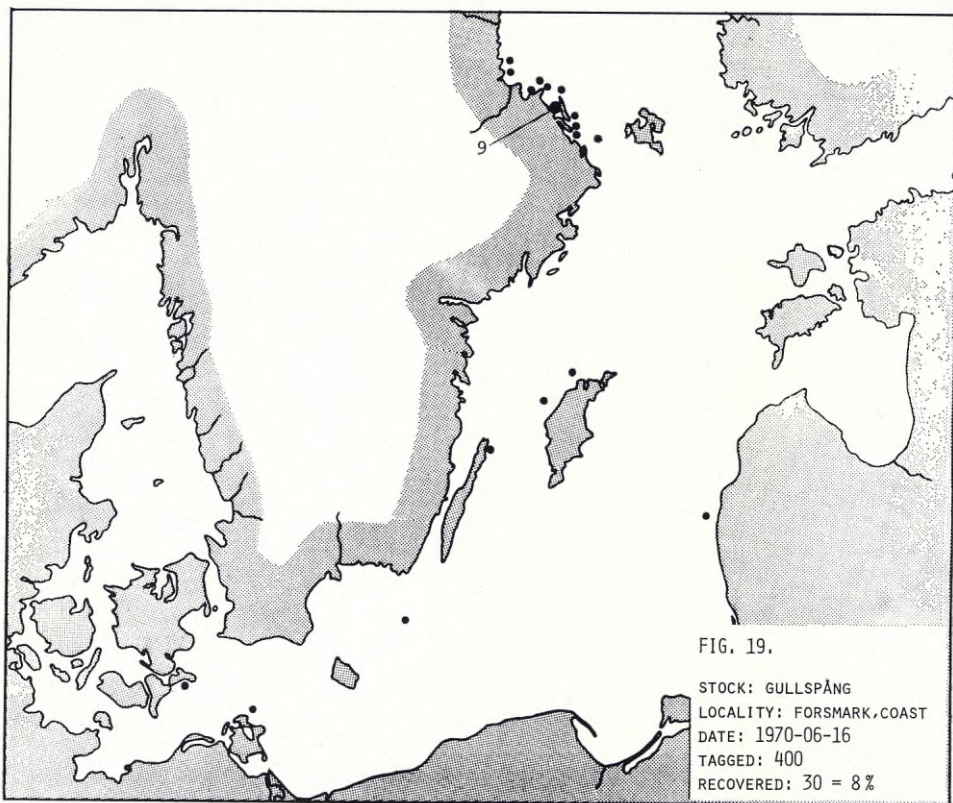 9
FIG. 19.
STOCK: GULLSPÅNG
LOCALITY: FORSMARK,COAST
DATE: 1970-06-16
TAGGED: 400
RECOVERED: 30 = 8%